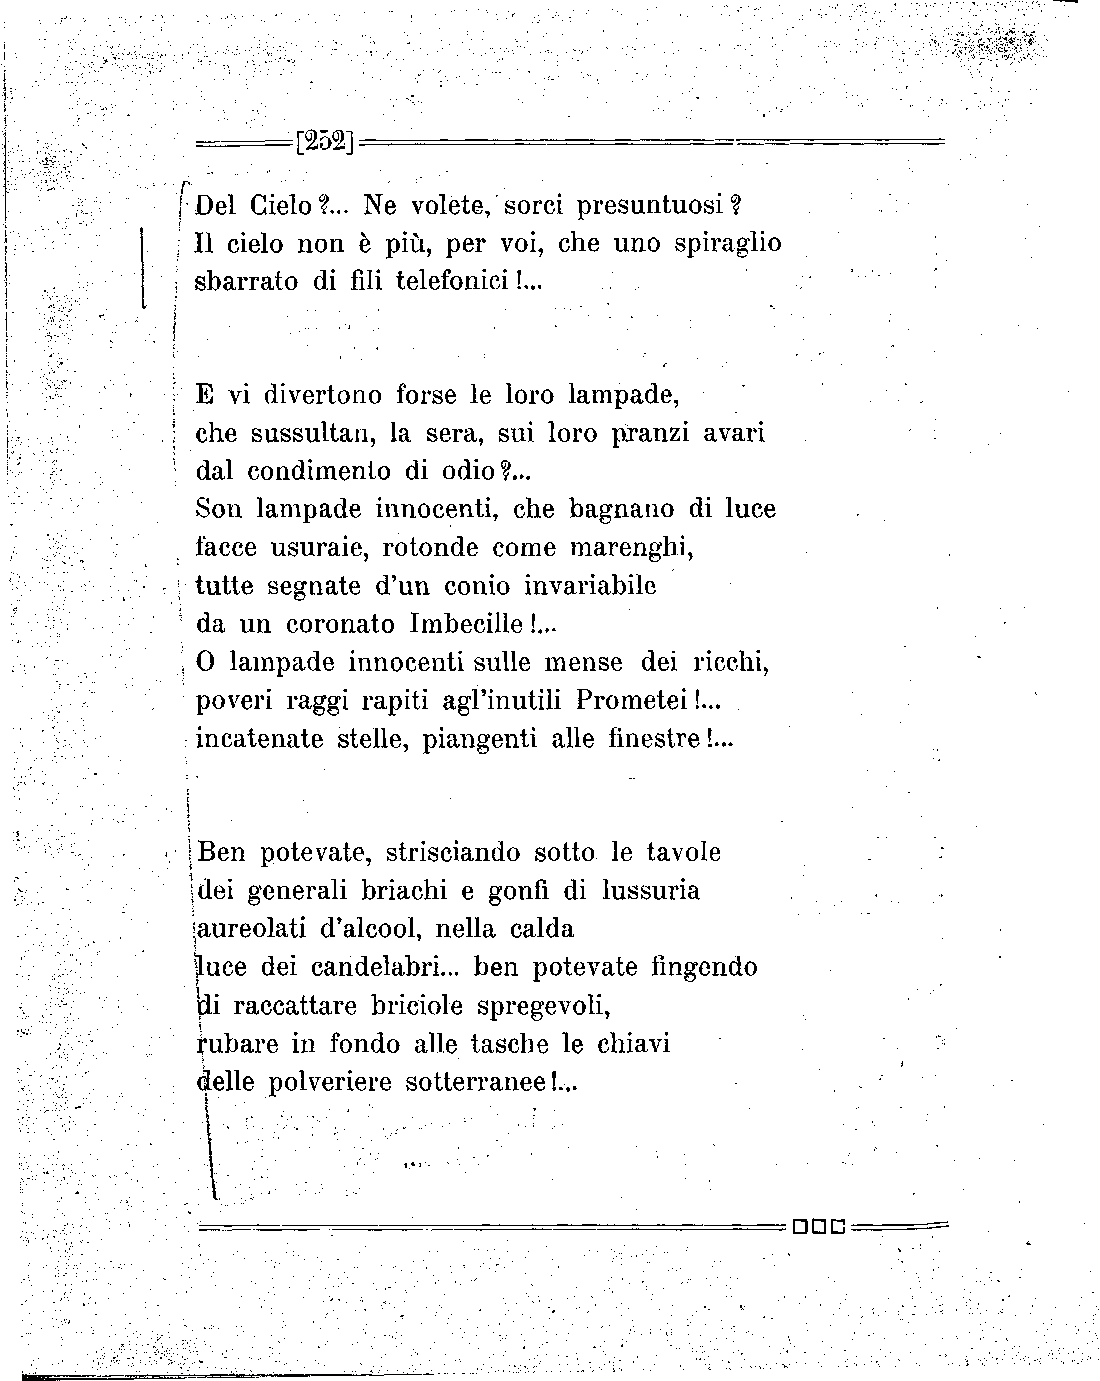 [252]
Del Cielo?... Ne volete, sorci presuntuosi?
Il cielo non è più, per voi, che uno spiraglio
sbarrato di fili telefonici!...
E vi divertono forse le loro lampade,
che sussultan, la sera, sui loro pranzi avari
dal condimento di odio?...
Son lampade innocenti, che bagnano di luce
facce usuraie, rotonde come marenghi,
tutte segnate d'un conio invariabile
da un coronato Imbecille!...
O lampade innocenti sulle mense dei ricchi,
poveri raggi rapiti agl'inutili Prometei!...
incatenate stelle, piangenti alle finestre!...
Ben potevate, strisciando sotto le tavole
dei generali briachi e gonfi di lussuria
aureolati d'alcool, nella calda
luce dei candelabri... ben potevate fingendo
di raccattare briciole spregevoli,
rubare in fondo alle tasche le chiavi
delle polveriere sotterranee!...